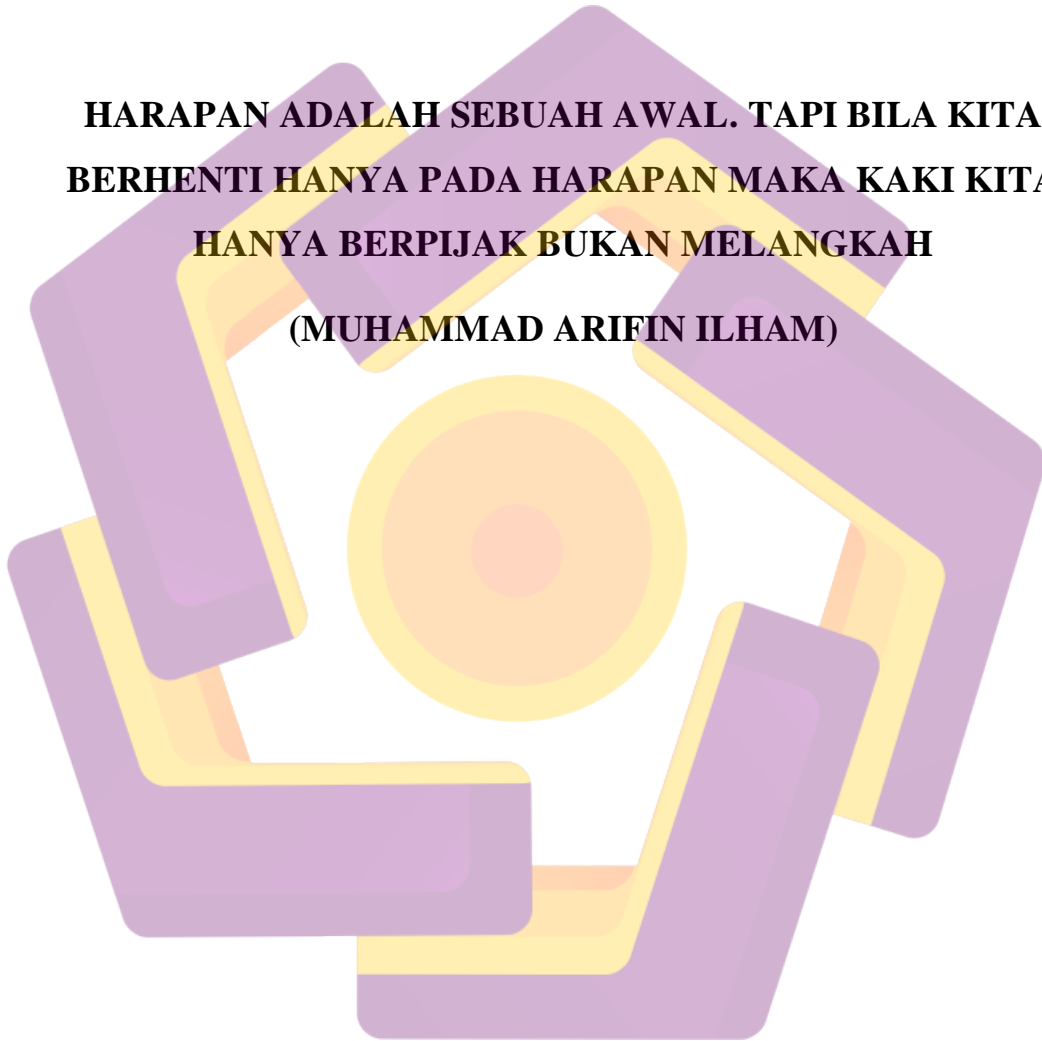 HARAPAN ADALAH SEBUAH AWAL. TAPI BILA KITA
BERHENTI HANYA PADA HARAPAN MAKA KAKI KITA
HANYA BERPIJAK BUKAN MELANGKAH
(MUHAMMAD ARIFIN ILHAM)